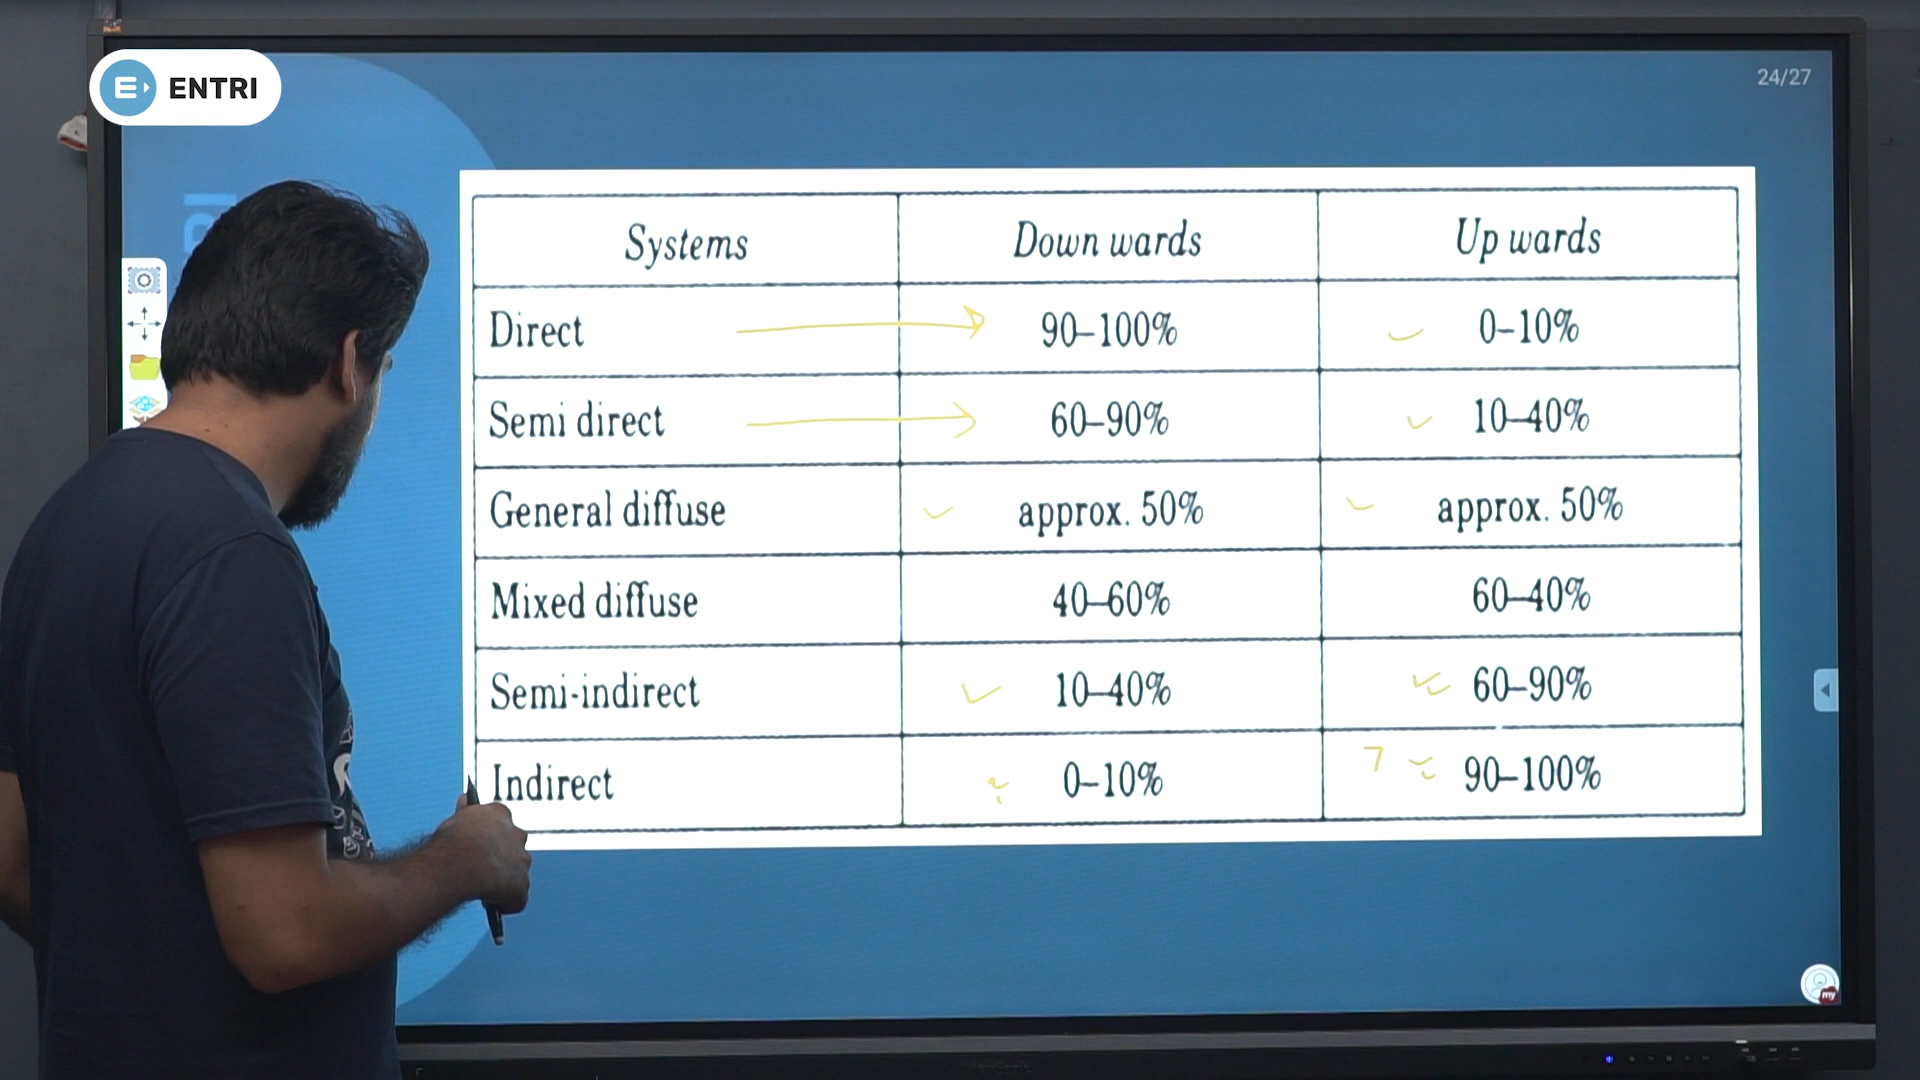 ENTRI
24/27
Systems Down wards Up wards
Direct 90–100% 0–10%
Semi direct 60–90% 10–40%
General diffuse approx. 50% approx. 50%
Mixed diffuse 40–60% 60–40%
Semi-indirect 10–40% 60–90%
Indirect 0–10% 90–100%
my